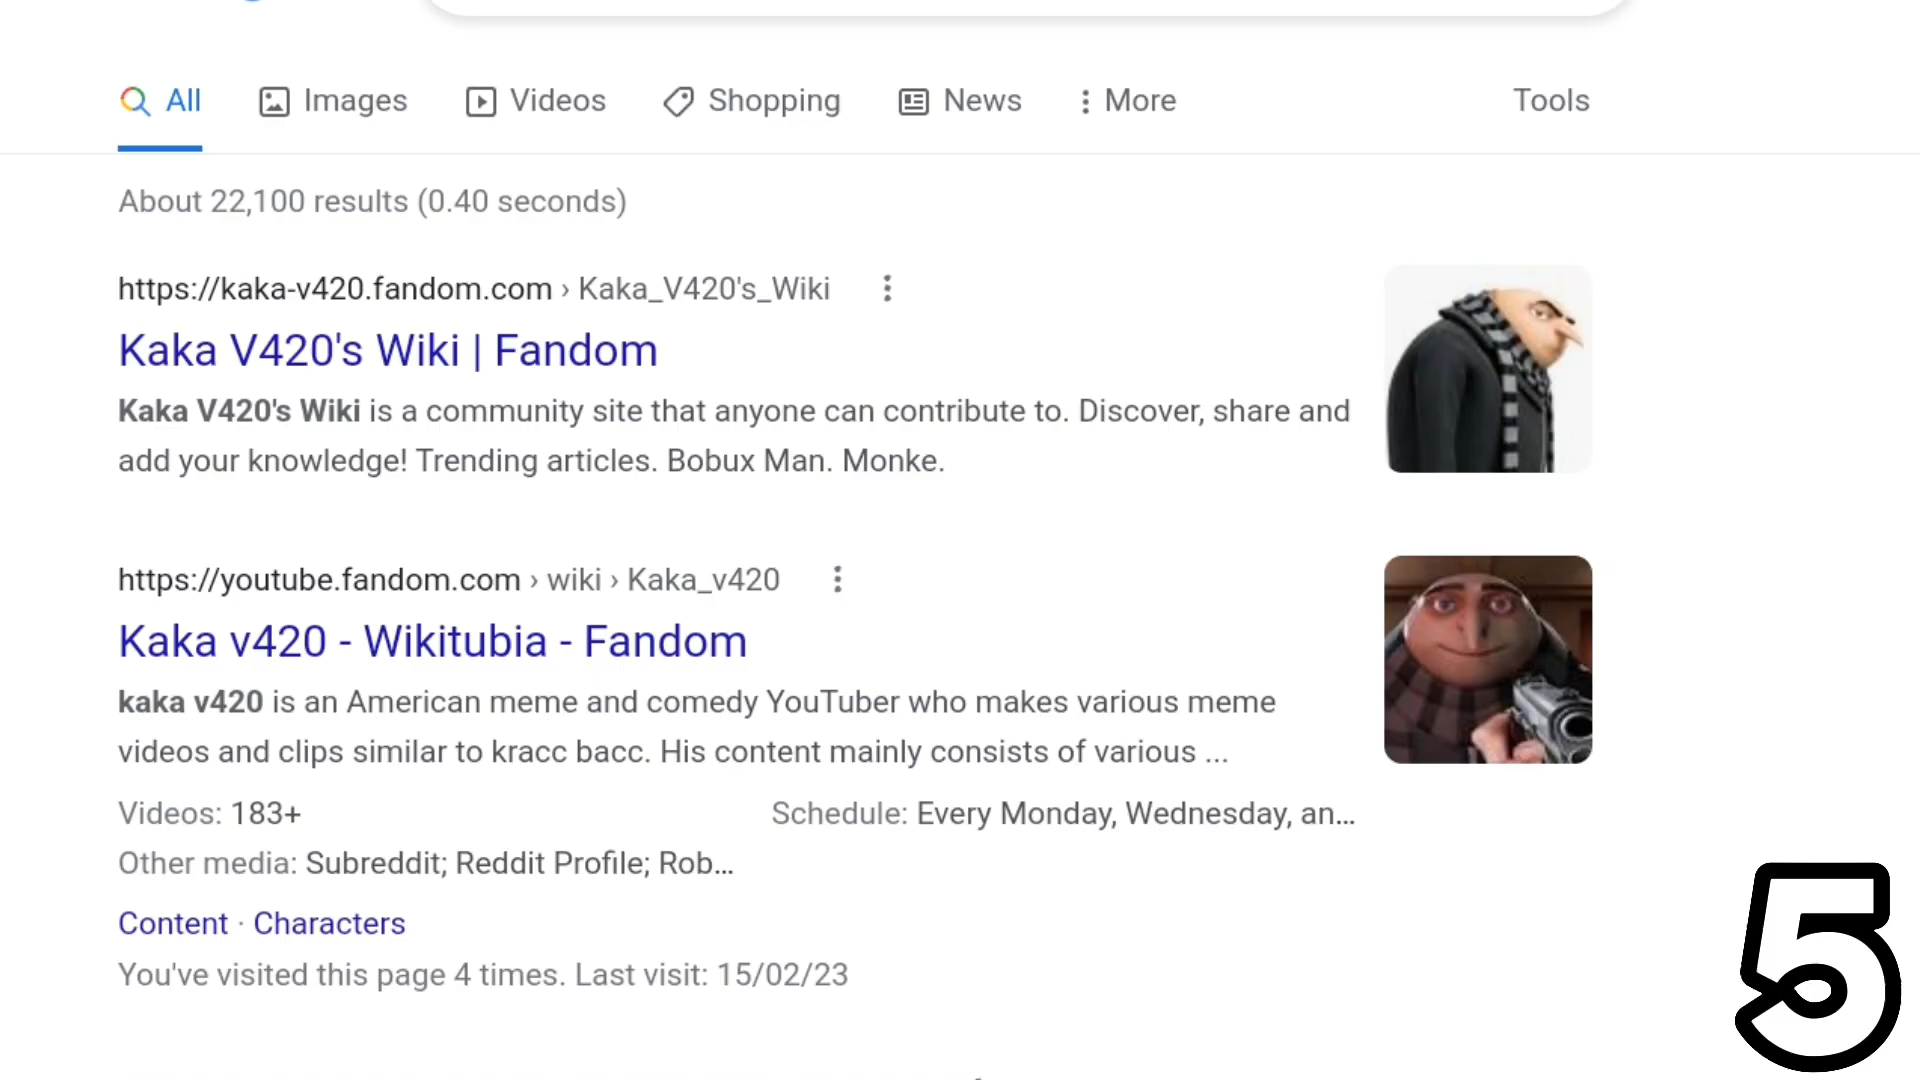 All Images Videos Shopping News More Tools
About 22,100 results (0.40 seconds)
https://kaka-v420.fandom.com › Kaka_V420's_Wiki
Kaka V420's Wiki | Fandom
Kaka V420's Wiki is a community site that anyone can contribute to. Discover, share and
add your knowledge! Trending articles. Bobux Man. Monke.
https://youtube.fandom.com › wiki › Kaka_v420
Kaka v420 - Wikitubia - Fandom
kaka v420 is an American meme and comedy YouTuber who makes various meme
videos and clips similar to kracc bacc. His content mainly consists of various ...
Videos: 183+ Schedule: Every Monday, Wednesday, an...
Other media: Subreddit; Reddit Profile; Rob...
Content · Characters
You've visited this page 4 times. Last visit: 15/02/23
5